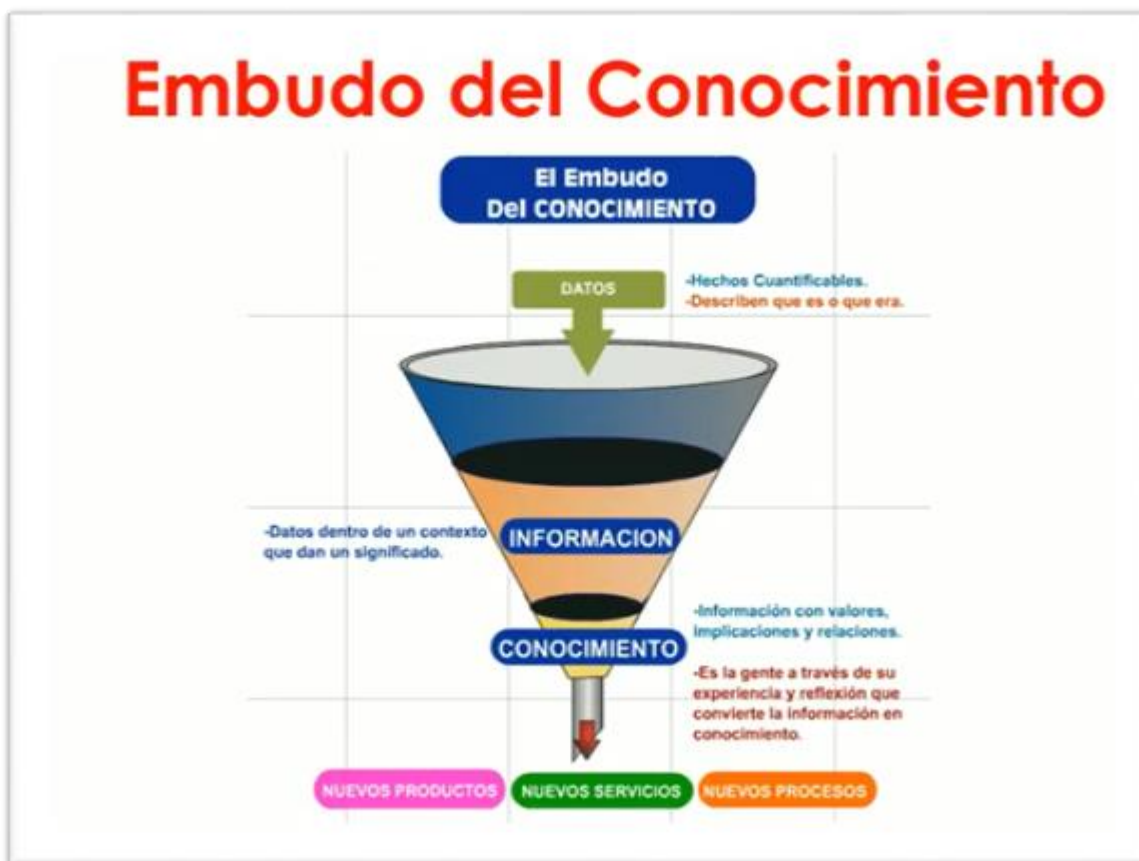 Embudo del Conocimiento
El Embudo
Del CONOCIMIENTO
DATOS
-Hechos Cuantificables.
-Describen que es o que era.
-Datos dentro de un contexto
que dan un significado.
INFORMACION
-Información con valores,
implicaciones y relaciones.
CONOCIMIENTO
-Es la gente a través de su
experiencia y reflexión que
convierte la información en
conocimiento.
NUEVOS PRODUCTOS
NUEVOS SERVICIOS
NUEVOS PROCESOS